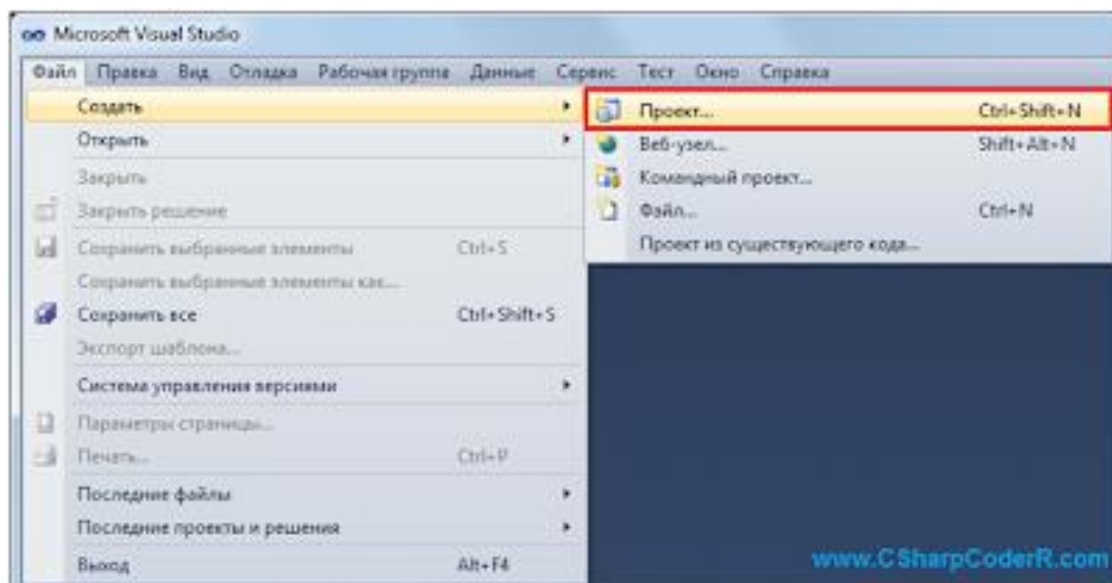 Microsoft Visual Studio
Файл Правка Вид Отладка Рабочая группа Данные Сервис Тест Окно Справка
Создать
Открыть
Закрыть
Закрыть решение
Сохранить выбранные элементы Ctrl+S
Сохранить выбранные элементы как...
Сохранить все Ctrl+Shift+S
Экспорт шаблона...
Система управления версиями
Параметры страницы...
Печать... Ctrl+P
Последние файлы
Последние проекты и решения
Выход Alt+F4
Проект... Ctrl+Shift+N
Веб-узел... Shift+Alt+N
Командный проект...
Файл... Ctrl+N
Проект из существующего кода...
www.CSharpCoderR.com